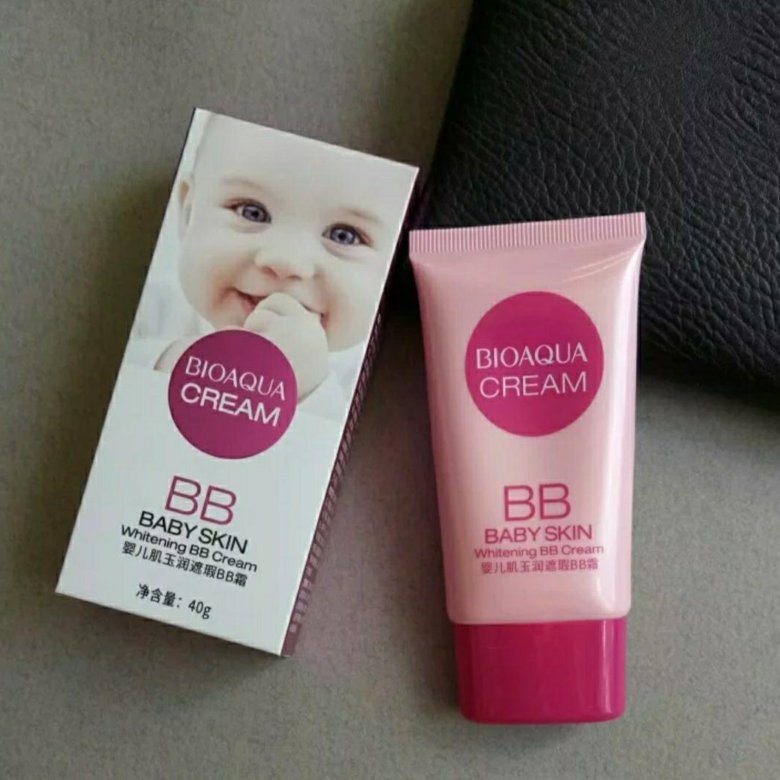 BIOAQUA
CREAM
BB
BABY SKIN
Whitening BB Cream
婴儿肌玉润遮瑕BB霜
净含量：40g
BIOAQUA
CREAM
BB
BABY SKIN
Whitening BB Cream
婴儿肌玉润遮瑕BB霜